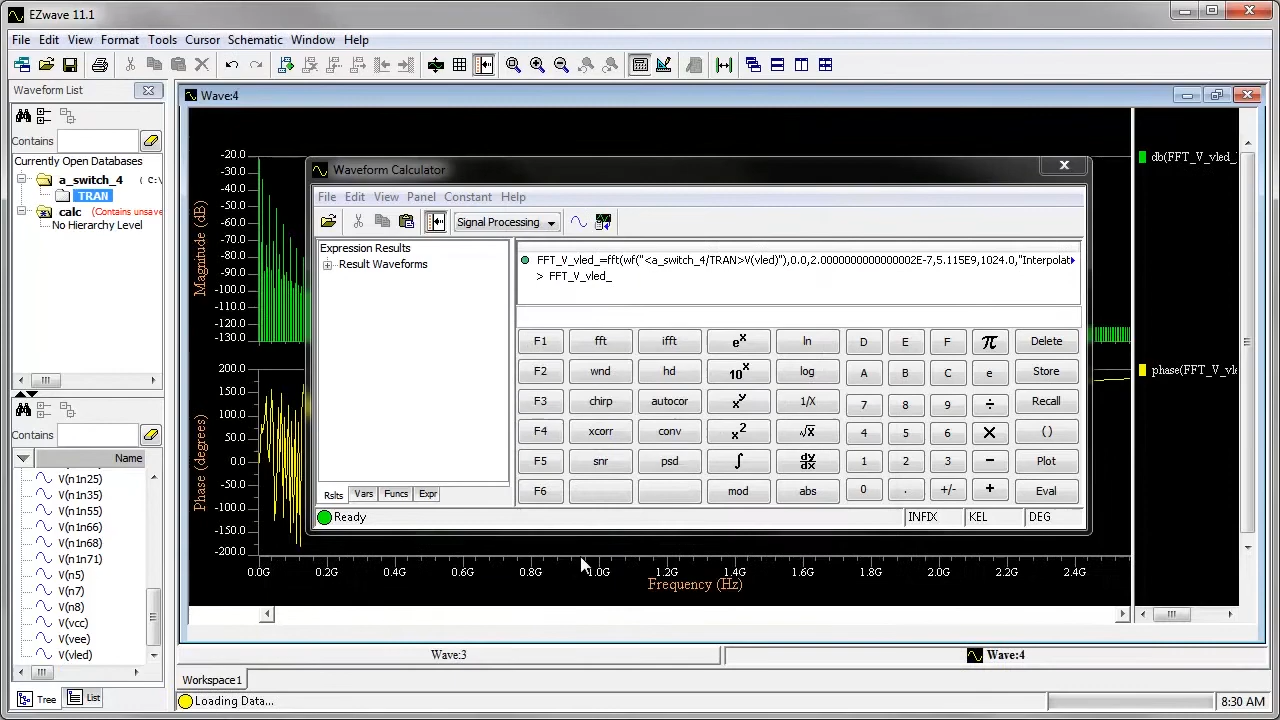 EZwave 11.1
File Edit View Format Tools Cursor Schematic Window Help
Waveform List
Contains
Currently Open Databases
a_switch_4 ( C:\
TRAN
calc (Contains unsave
No Hierarchy Level
Contains
Name
V(n1n25)
V(n1n35)
V(n1n55)
V(n1n66)
V(n1n68)
V(n1n71)
V(n5)
V(n7)
V(n8)
V(vcc)
V(vee)
V(vled)
Tree List
Wave:4
-20.0
-30.0
-40.0
-50.0
-60.0
-70.0
-80.0
-90.0
-100.0
-110.0
-120.0
-130.0
Magnitude (dB)
200.0
150.0
100.0
50.0
0.0
-50.0
-100.0
-150.0
-200.0
Phase (degrees)
0.0G 0.2G 0.4G 0.6G 0.8G 1.0G 1.2G 1.4G 1.6G 1.8G 2.0G 2.2G 2.4G
Frequency (Hz)
db(FFT_V_vled_
phase(FFT_V_vle
Waveform Calculator
File Edit View Panel Constant Help
Signal Processing
Expression Results
Result Waveforms
Rslts Vars Funcs Expr
FFT_V_vled_=fft(wf("<a_switch_4/TRAN>V(vled)"),0.0,2.0000000000000002E-7,5.115E9,1024.0,"Interpolat
> FFT_V_vled_
F1 fft ifft eˣ ln D E F π Delete
F2 wnd hd 10ˣ log A B C e Store
F3 chirp autocor xʸ 1/X 7 8 9 ÷ Recall
F4 xcorr conv x² √x 4 5 6 × ( )
F5 snr psd ∫ dy/dx 1 2 3 − Plot
F6 mod abs 0 . +/- + Eval
Ready INFIX KEL DEG
Wave:3 Wave:4
Workspace1
Loading Data... 8:30 AM